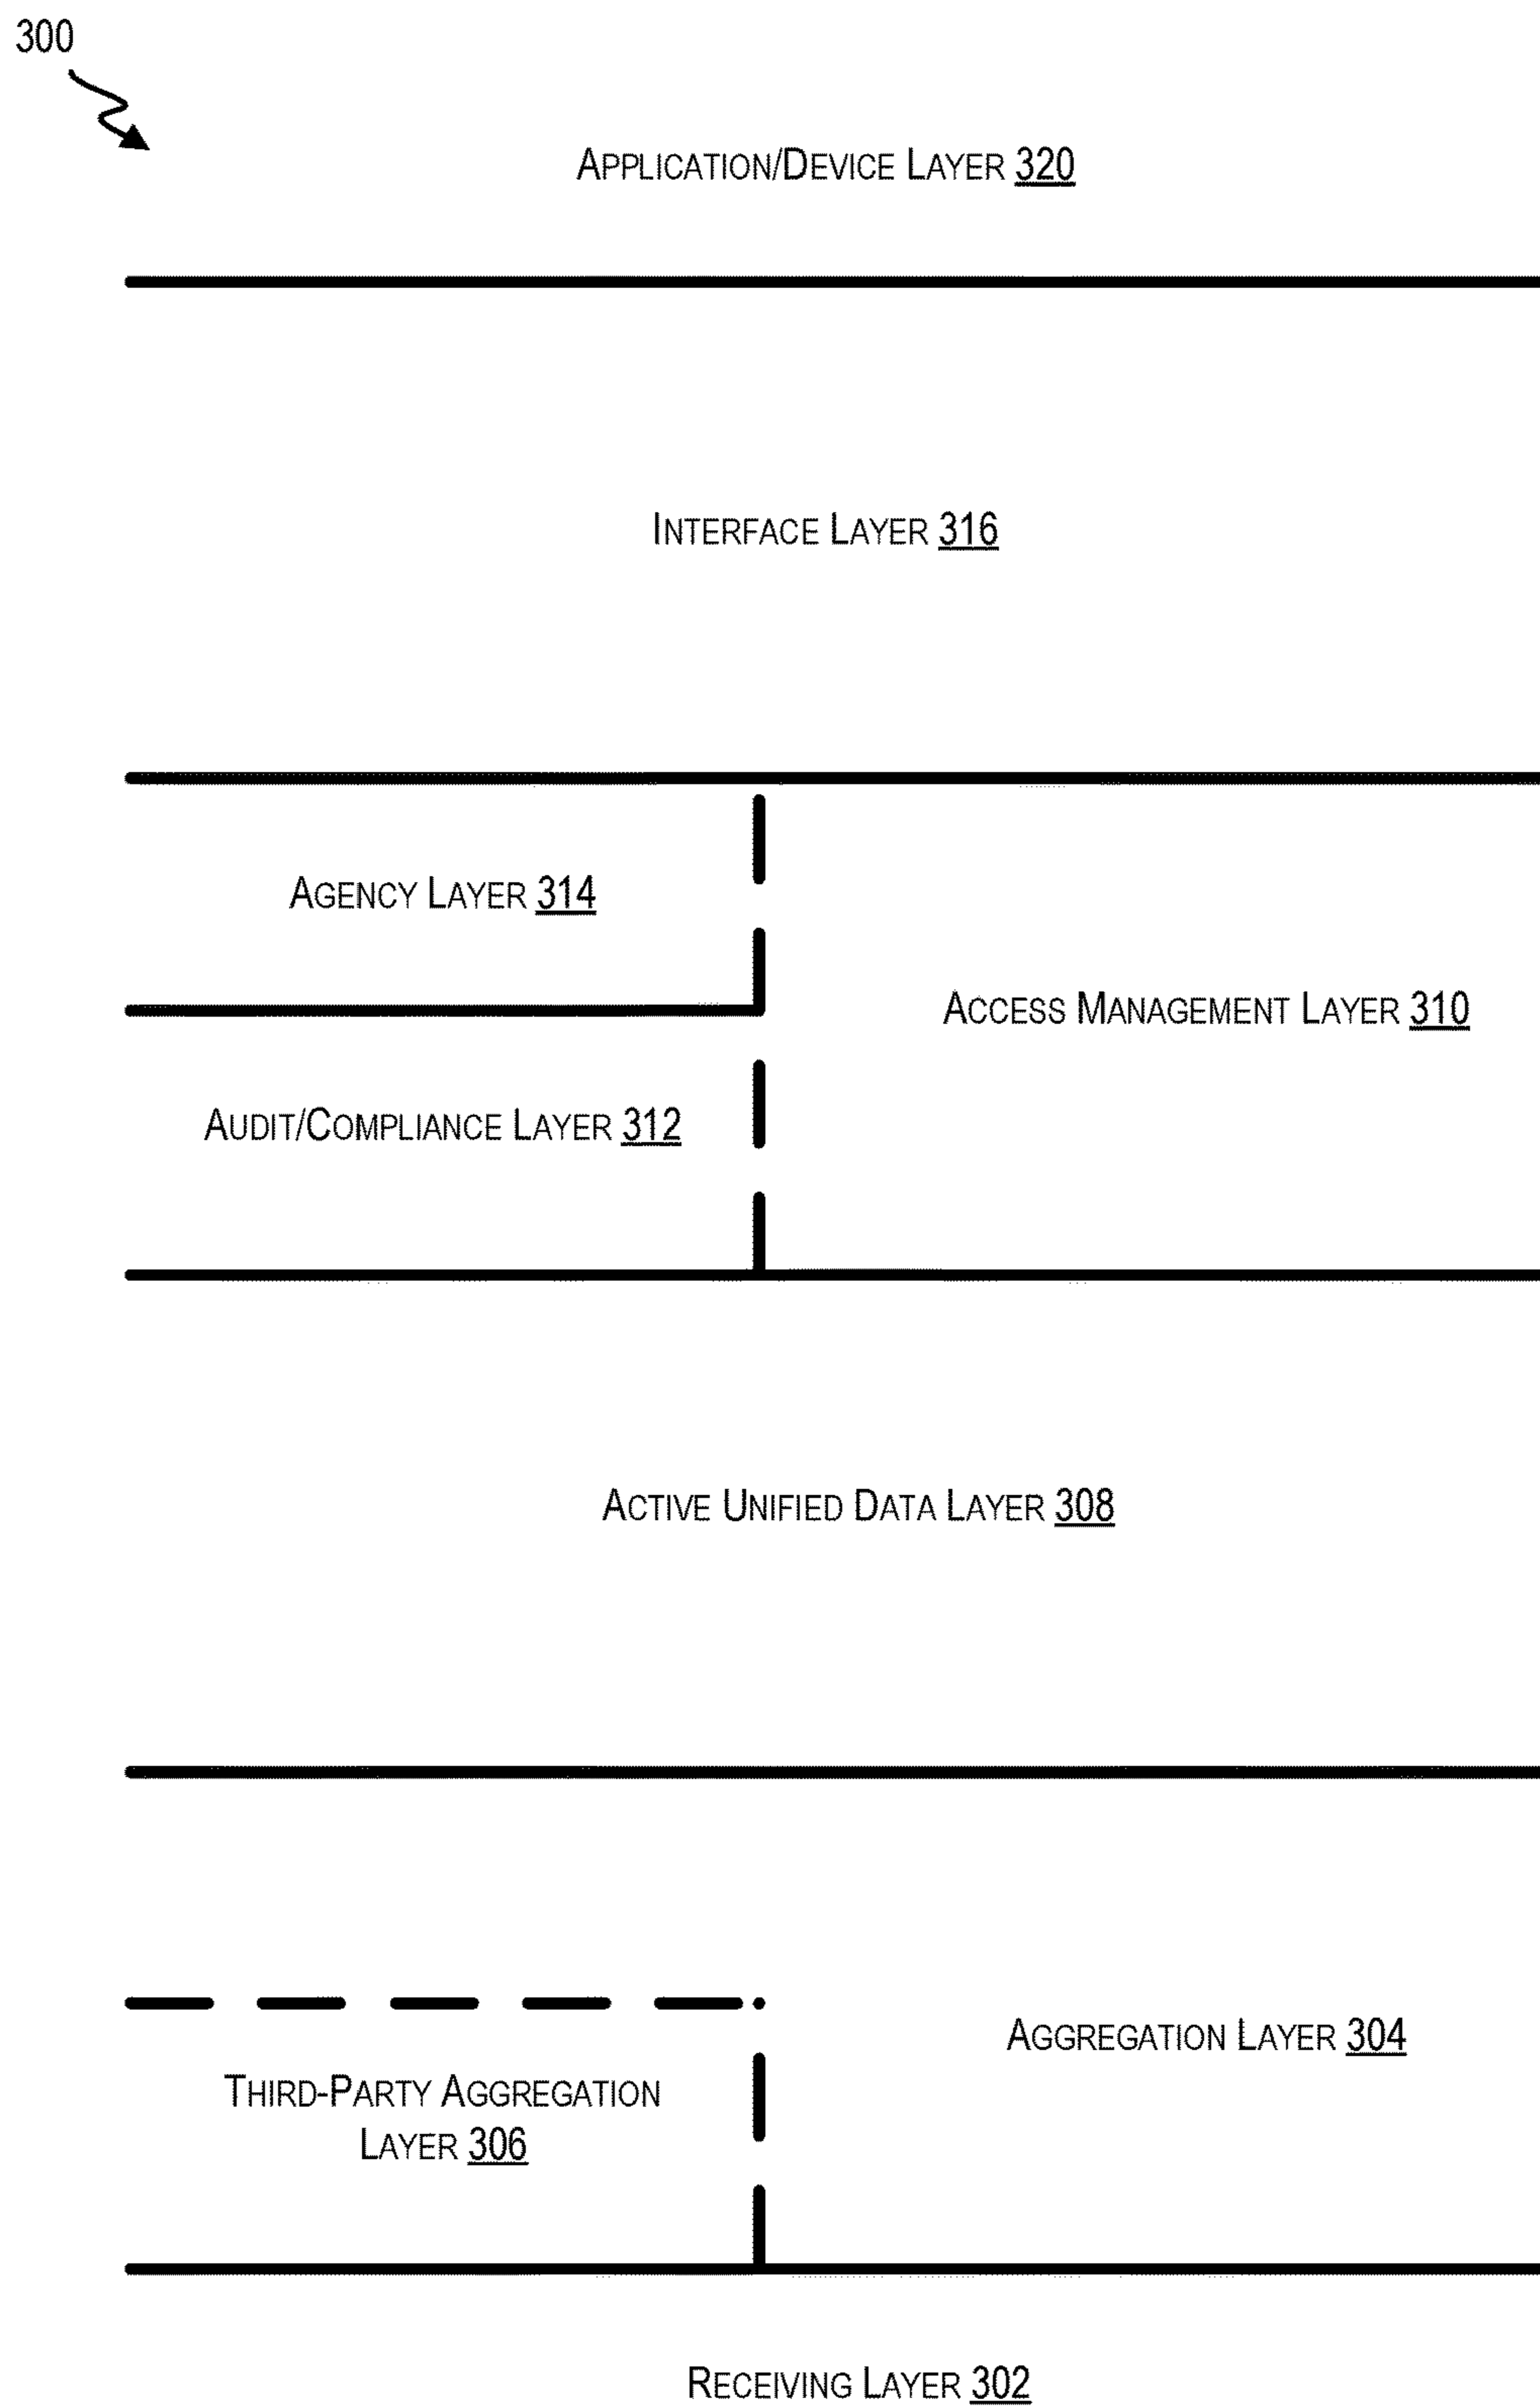 300
APPLICATION/DEVICE LAYER 320
INTERFACE LAYER 316
AGENCY LAYER 314
ACCESS MANAGEMENT LAYER 310
AUDIT/COMPLIANCE LAYER 312
ACTIVE UNIFIED DATA LAYER 308
AGGREGATION LAYER 304
THIRD-PARTY AGGREGATION
LAYER 306
RECEIVING LAYER 302